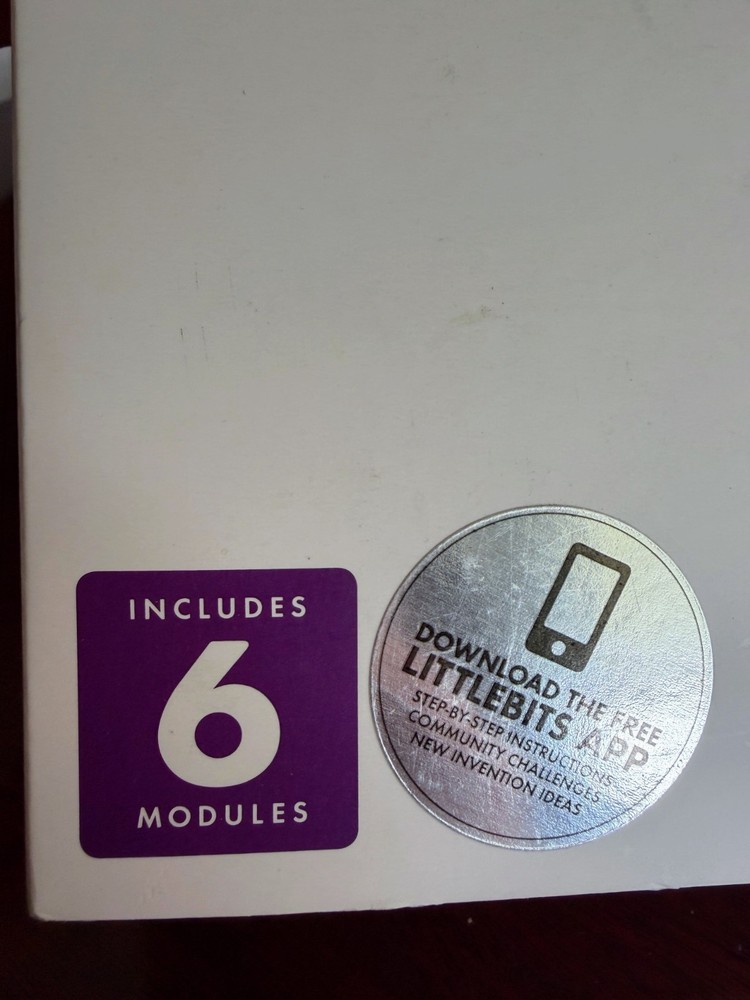 INCLUDES
6
MODULES
DOWNLOAD THE FREE
LITTLEBITS APP
STEP-BY-STEP INSTRUCTIONS
COMMUNITY CHALLENGES
NEW INVENTION IDEAS